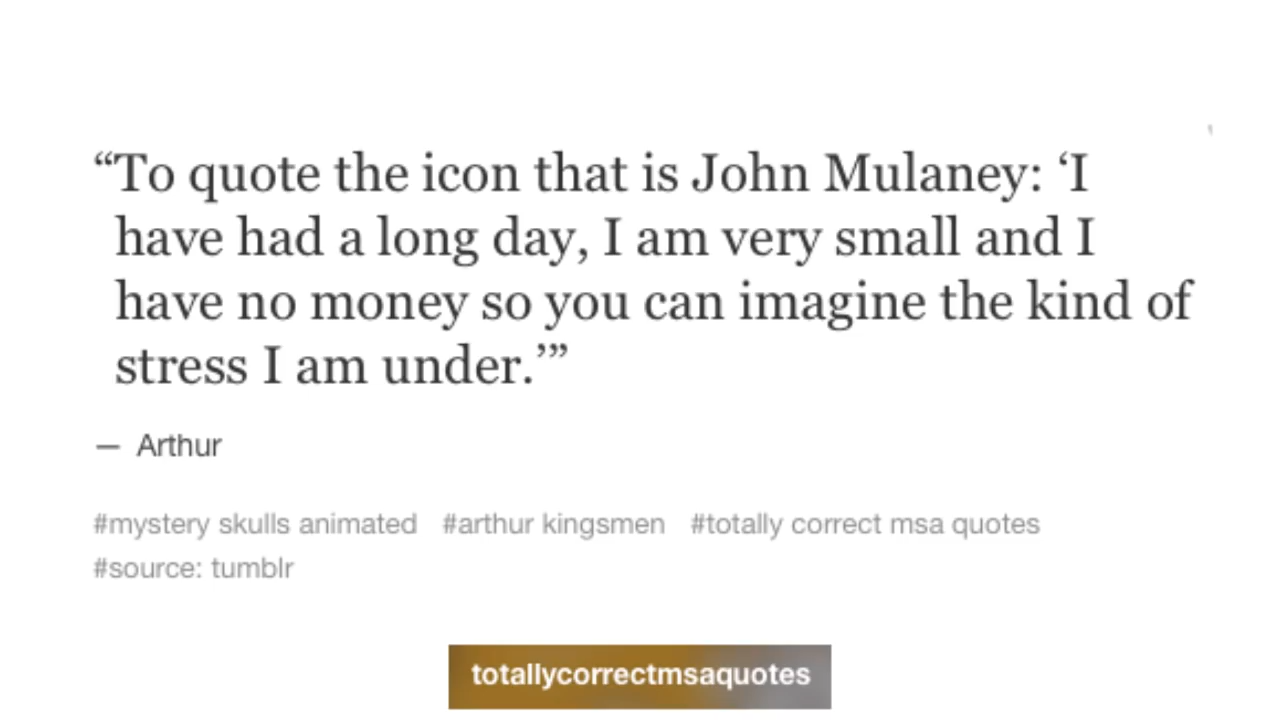 “To quote the icon that is John Mulaney: ‘I
have had a long day, I am very small and I
have no money so you can imagine the kind of
stress I am under.’”
— Arthur
#mystery skulls animated #arthur kingsmen #totally correct msa quotes
#source: tumblr
totallycorrectmsaquotes